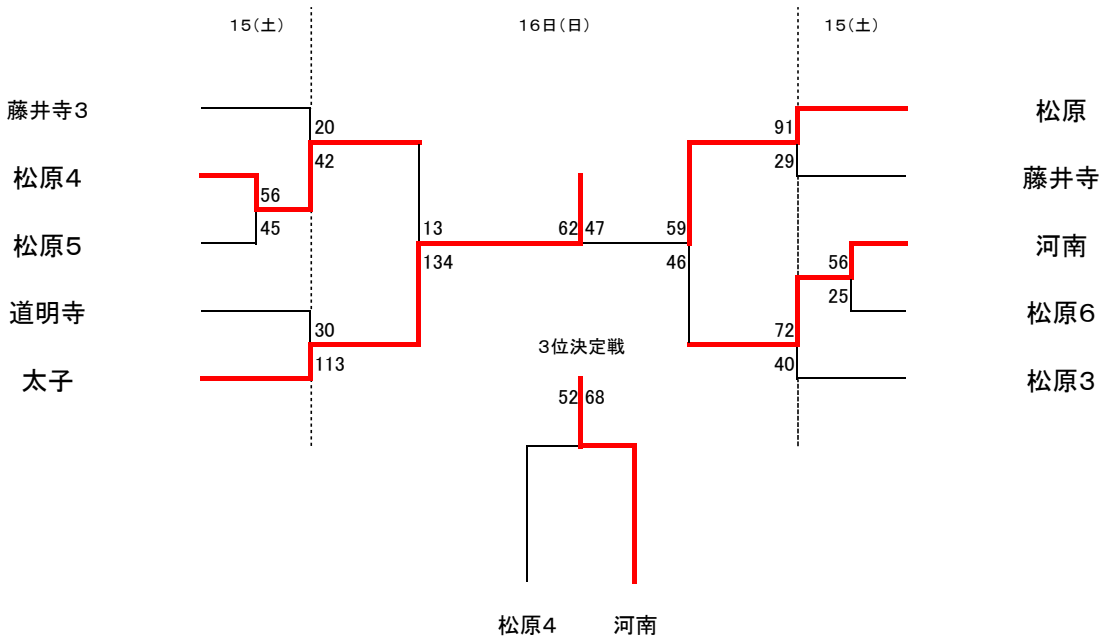 15(土)
16日(日)
15(土)
藤井寺3
20
91
松原
42
29
松原4
56
藤井寺
45
13
62
47
59
松原5
河南
134
46
56
25
道明寺
30
72
松原6
3位決定戦
113
40
太子
松原3
52
68
松原4
河南